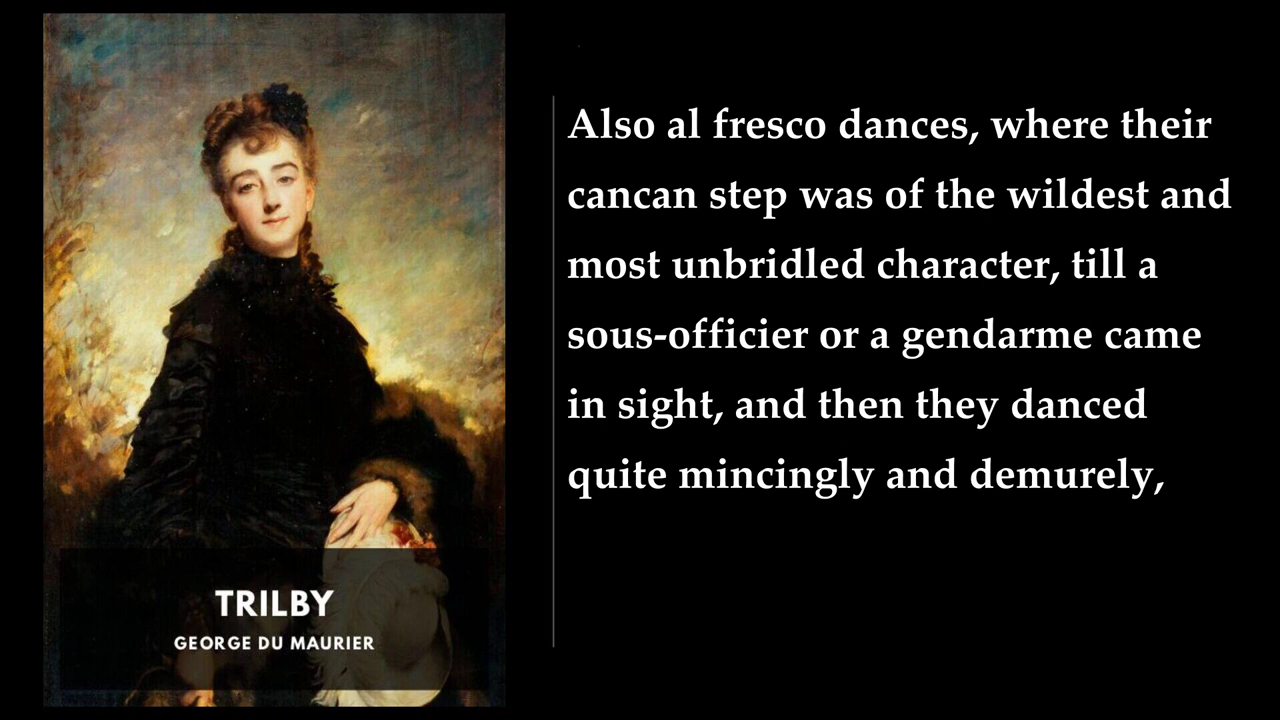 TRILBY
GEORGE DU MAURIER
Also al fresco dances, where their
cancan step was of the wildest and
most unbridled character, till a
sous-officier or a gendarme came
in sight, and then they danced
quite mincingly and demurely,